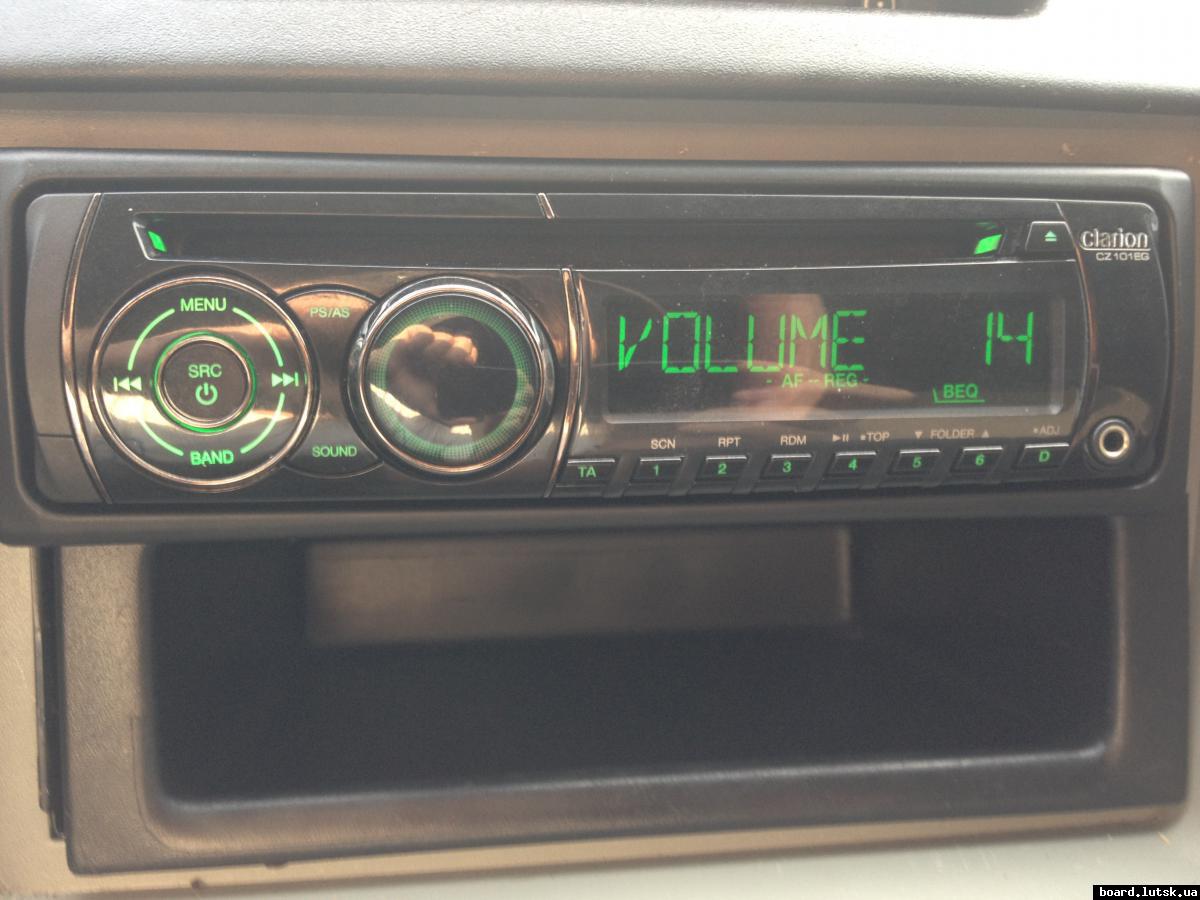 clarion
CZ101EG
MENU
PS/AS
SRC
BAND
SOUND
VOLUME 14
- AF - - REG -
BEQ
SCN RPT RDM ▶II ■TOP ▼ FOLDER ▲ *ADJ
TA 1 2 3 4 5 6 D
board.lutsk.ua